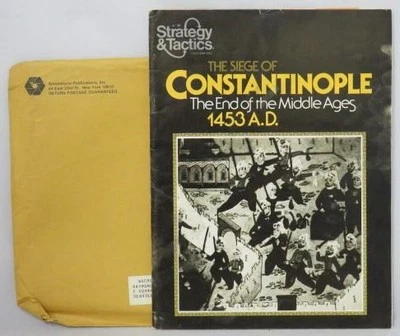 Simulations Publications, Inc.
44 East 23rd St., New York 10010
RETURN POSTAGE GUARANTEED
Strategy
& Tactics
THE SIEGE OF
CONSTANTINOPLE
The End of the Middle Ages
1453 A.D.